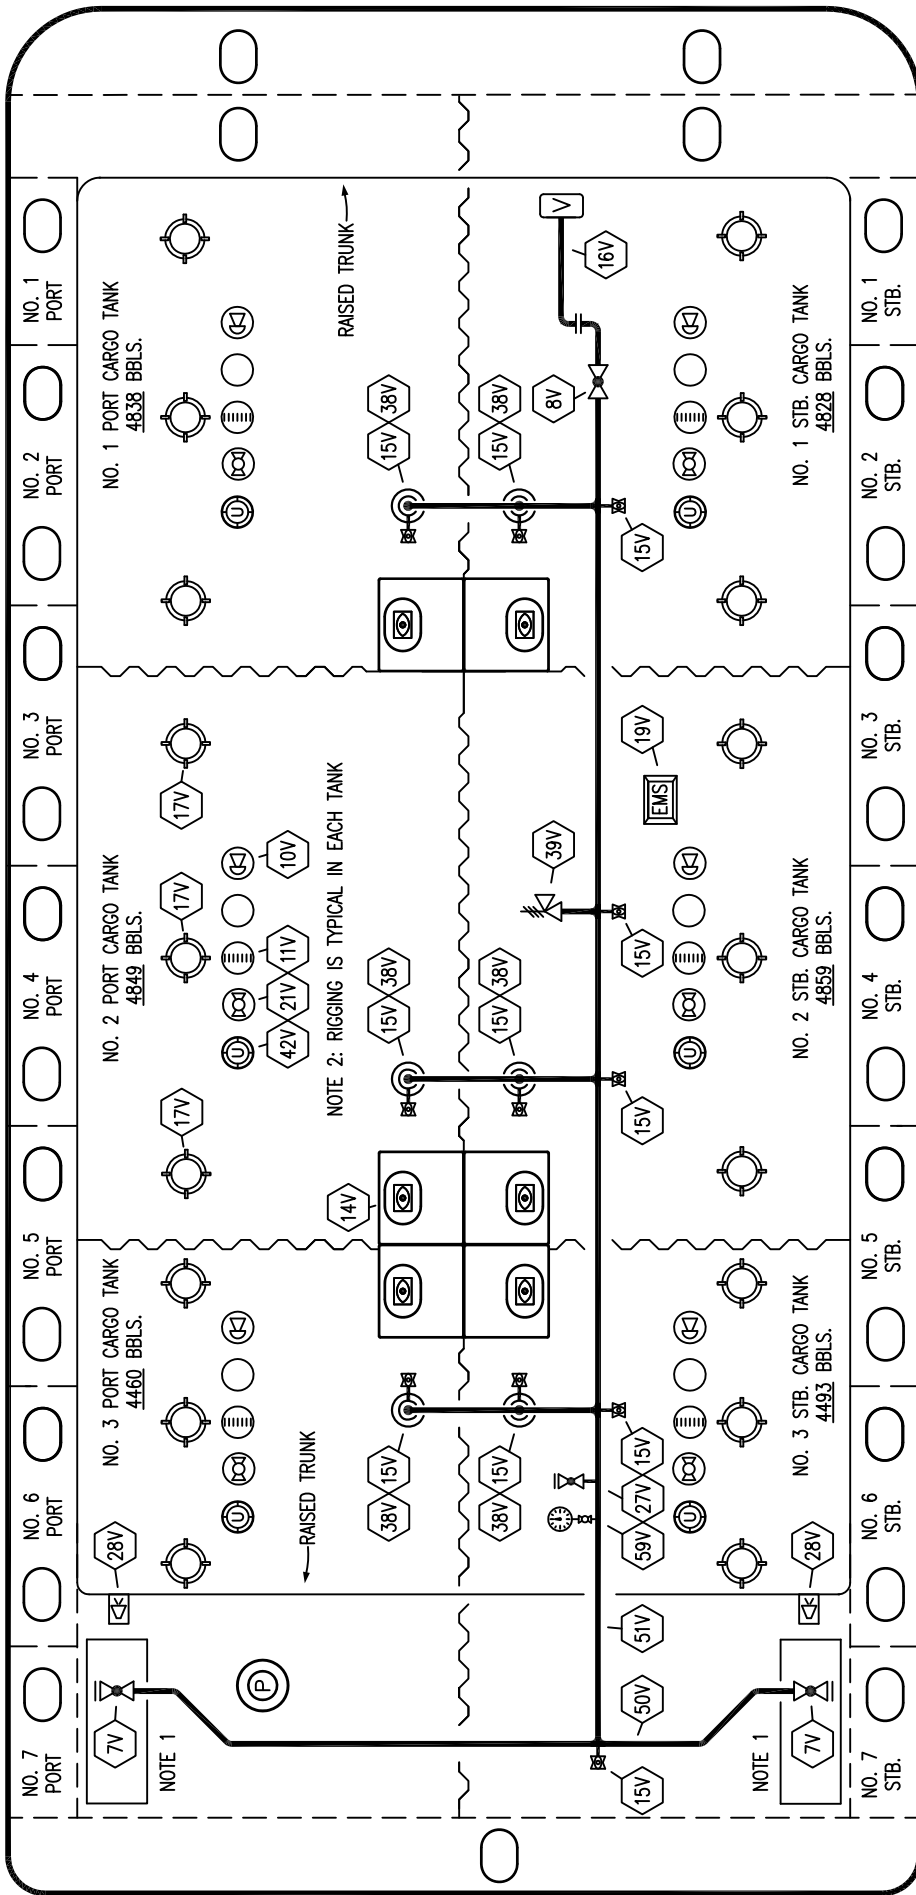 NO. 1
PORT
NO. 2
PORT
NO. 3
PORT
NO. 4
PORT
NO. 5
PORT
NO. 6
PORT
NO. 7
PORT
NO. 1 PORT CARGO TANK
4838 BBLS.
NO. 2 PORT CARGO TANK
4849 BBLS.
NO. 3 PORT CARGO TANK
4460 BBLS.
28V
7V
NOTE 1
17V
17V
17V
10V
11V
21V
42V
U
U
U
P
RAISED TRUNK
RAISED TRUNK
NOTE 2: RIGGING IS TYPICAL IN EACH TANK
14V
15V
38V
15V
38V
15V
38V
15V
38V
38V
15V
38V
15V
V
16V
8V
39V
19V
EMS
15V
15V
15V
15V
27V
59V
51V
50V
15V
U
U
U
28V
7V
NOTE 1
NO. 1 STB. CARGO TANK
4828 BBLS.
NO. 2 STB. CARGO TANK
4859 BBLS.
NO. 3 STB. CARGO TANK
4493 BBLS.
NO. 1
STB.
NO. 2
STB.
NO. 3
STB.
NO. 4
STB.
NO. 5
STB.
NO. 6
STB.
NO. 7
STB.